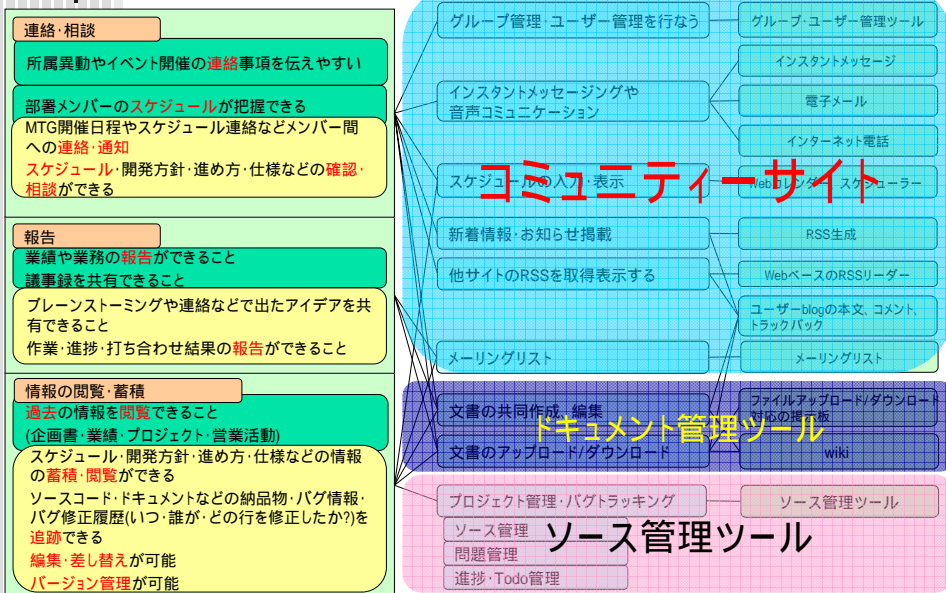 連絡・相談
所属異動やイベント開催の連絡事項を伝えやすい
部署メンバーのスケジュールが把握できる
MTG開催日程やスケジュール連絡などメンバー間
への連絡・通知
スケジュール・開発方針・進め方・仕様などの確認・
相談ができる
報告
業績や業務の報告ができること
議事録を共有できること
ブレーンストーミングや連絡などで出たアイデアを共
有できること
作業・進捗・打ち合わせ結果の報告ができること
情報の閲覧・蓄積
過去の情報を閲覧できること
(企画書・業績・プロジェクト・営業活動)
スケジュール・開発方針・進め方・仕様などの情報
の蓄積・閲覧ができる
ソースコード・ドキュメントなどの納品物・バグ情報・
バグ修正履歴(いつ・誰が・どの行を修正したか?)を
追跡できる
編集・差し替えが可能
バージョン管理が可能
グループ管理・ユーザー管理を行なう
インスタントメッセージングや
音声コミュニケーション
スケジュールの入力・表示
新着情報・お知らせ掲載
他サイトのRSSを取得表示する
メーリングリスト
コミュニティーサイト
グループ・ユーザー管理ツール
インスタントメッセージ
電子メール
インターネット電話
Webカレンダー、スケジューラー
RSS生成
WebベースのRSSリーダー
ユーザーblogの本文、コメント、
トラックバック
メーリングリスト
文書の共同作成、編集
文書のアップロード/ダウンロード
ドキュメント管理ツール
ファイルアップロード/ダウンロード
対応の掲示板
wiki
プロジェクト管理・バグトラッキング
ソース管理
問題管理
進捗・Todo管理
ソース管理ツール
ソース管理ツール